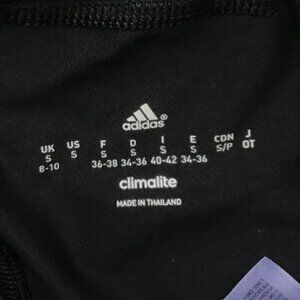 adidas
UK US F D I E CDN J
S S S S S S S/P OT
8-10 36-38 34-36 40-42 34-36
climalite
MADE IN THAILAND